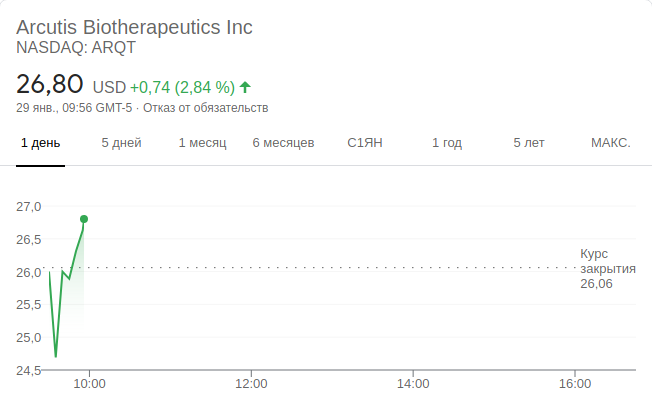 Arcutis Biotherapeutics Inc
NASDAQ: ARQT
26,80 USD +0,74 (2,84 %)
29 янв., 09:56 GMT-5 · Отказ от обязательств
1 день 5 дней 1 месяц 6 месяцев С1ЯН 1 год 5 лет МАКС.
27,0
26,5
26,0
25,5
25,0
24,5
Курс
закрытия
26,06
10:00 12:00 14:00 16:00